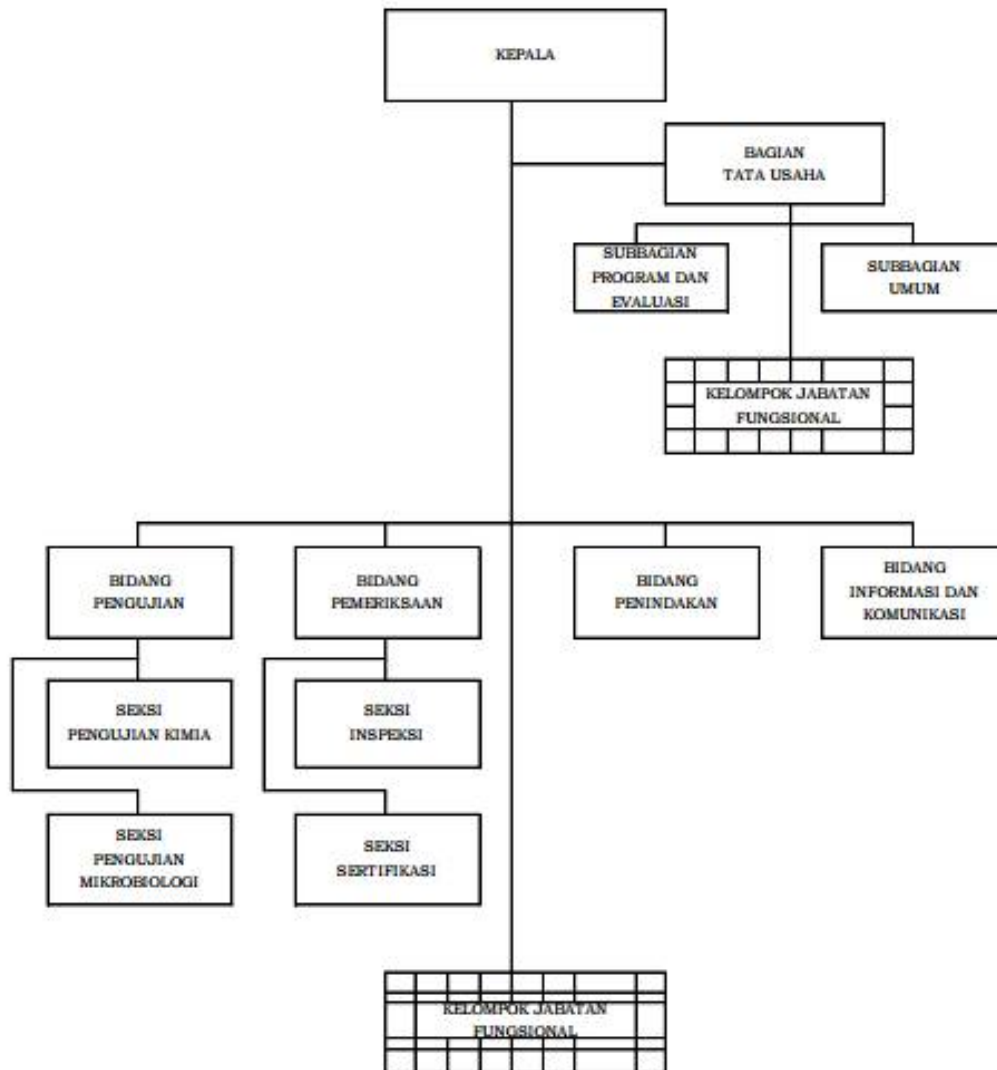 KEPALA
BAGIAN
TATA USAHA
SUBBAGIAN
PROGRAM DAN
EVALUASI
SUBBAGIAN
UMUM
KELOMPOK JABATAN
FUNGSIONAL
BIDANG
PENGUJIAN
BIDANG
PEMERIKSAAN
BIDANG
PENINDAKAN
BIDANG
INFORMASI DAN
KOMUNIKASI
SEKSI
PENGUJIAN KIMIA
SEKSI
INSPEKSI
SEKSI
PENGUJIAN
MIKROBIOLOGI
SEKSI
SERTIFIKASI
KELOMPOK JABATAN
FUNGSIONAL